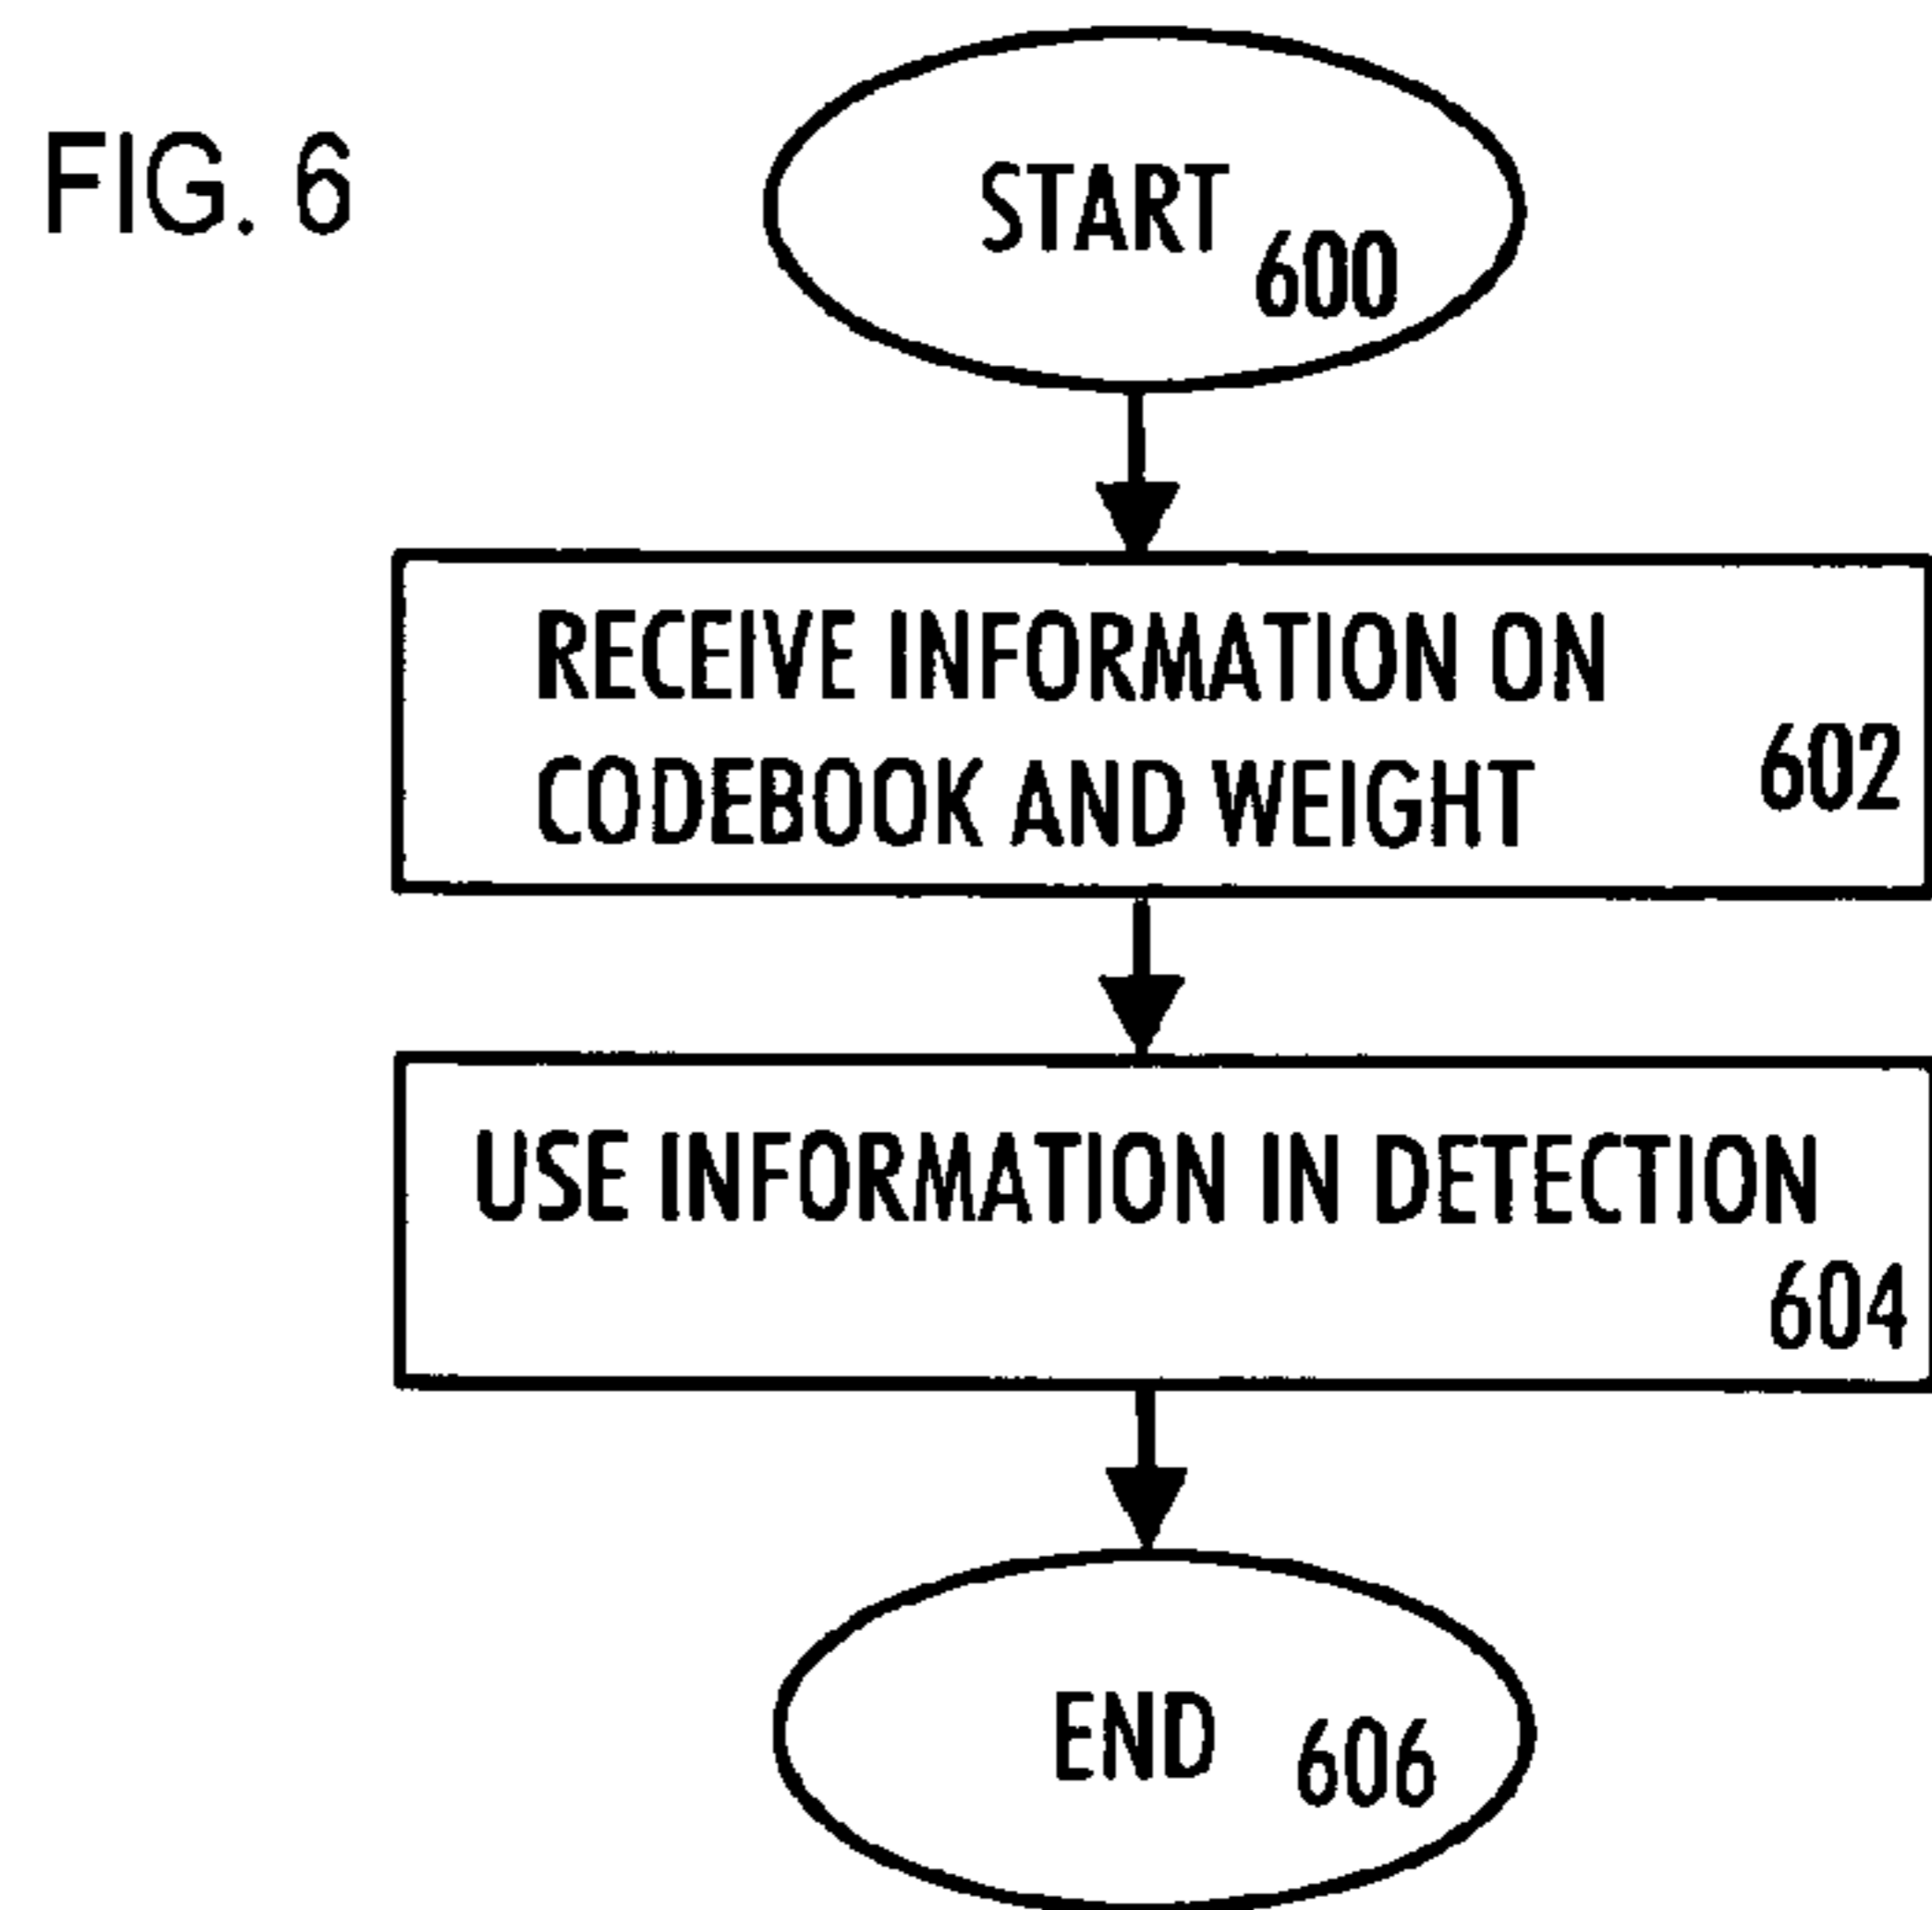 FIG. 6
START
600
RECEIVE INFORMATION ON
CODEBOOK AND WEIGHT
602
USE INFORMATION IN DETECTION
604
END
606